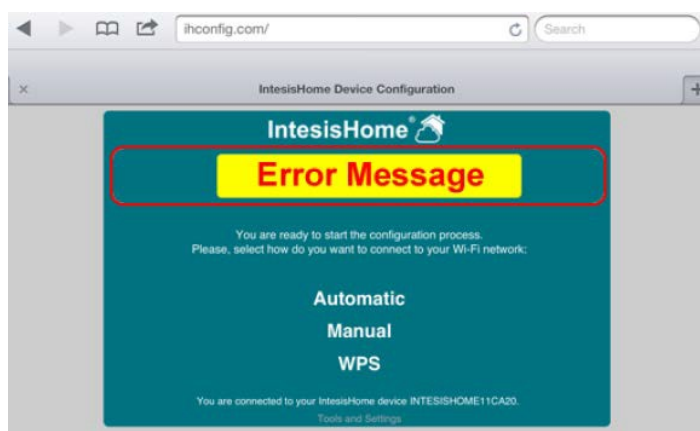 ihconfig.com/
Search
IntesisHome Device Configuration
IntesisHome®
Error Message
You are ready to start the configuration process.
Please, select how do you want to connect to your Wi-Fi network:
Automatic
Manual
WPS
You are connected to your IntesisHome device INTESISHOME11CA20.
Tools and Settings